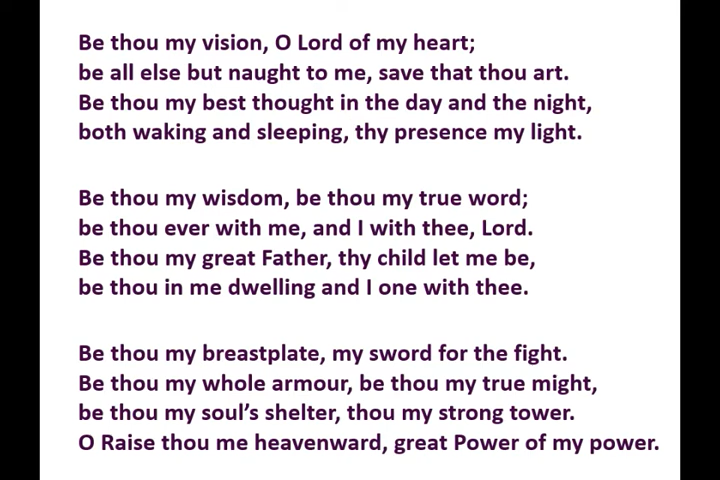 Be thou my vision, O Lord of my heart;
be all else but naught to me, save that thou art.
Be thou my best thought in the day and the night,
both waking and sleeping, thy presence my light.
Be thou my wisdom, be thou my true word;
be thou ever with me, and I with thee, Lord.
Be thou my great Father, thy child let me be,
be thou in me dwelling and I one with thee.
Be thou my breastplate, my sword for the fight.
Be thou my whole armour, be thou my true might,
be thou my soul’s shelter, thou my strong tower.
O Raise thou me heavenward, great Power of my power.